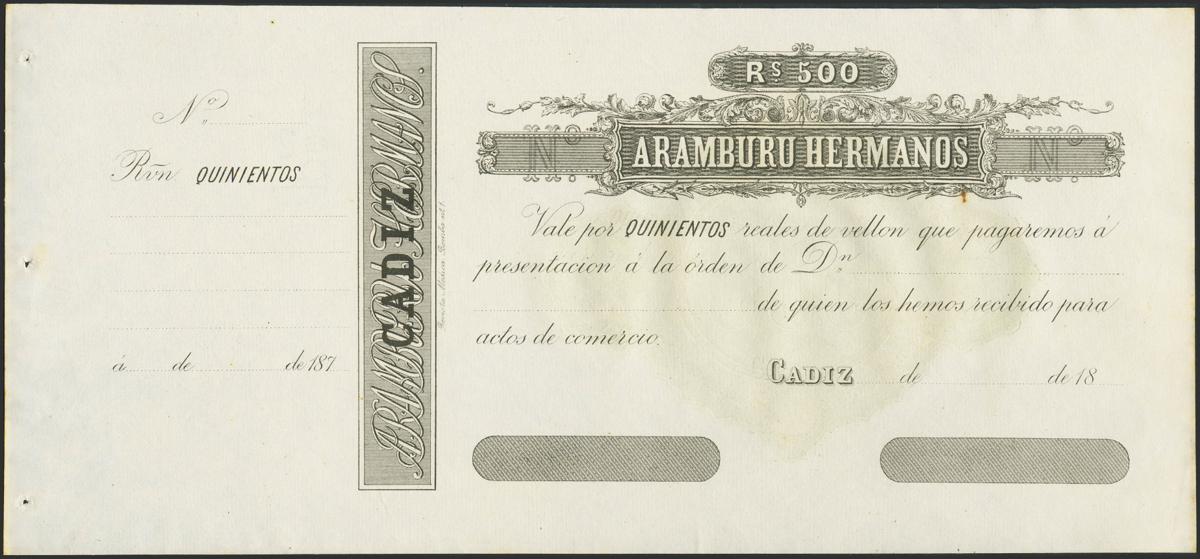 Nº
Rvn QUINIENTOS
á de de 187
ARAMBURU HERMANOS.
CADIZ
RS 500
Nº ARAMBURU HERMANOS Nº
Vale por QUINIENTOS reales de vellon que pagaremos á
presentacion á la órden de Dn
de quien los hemos recibido para
actos de comercio.
CADIZ de de 18